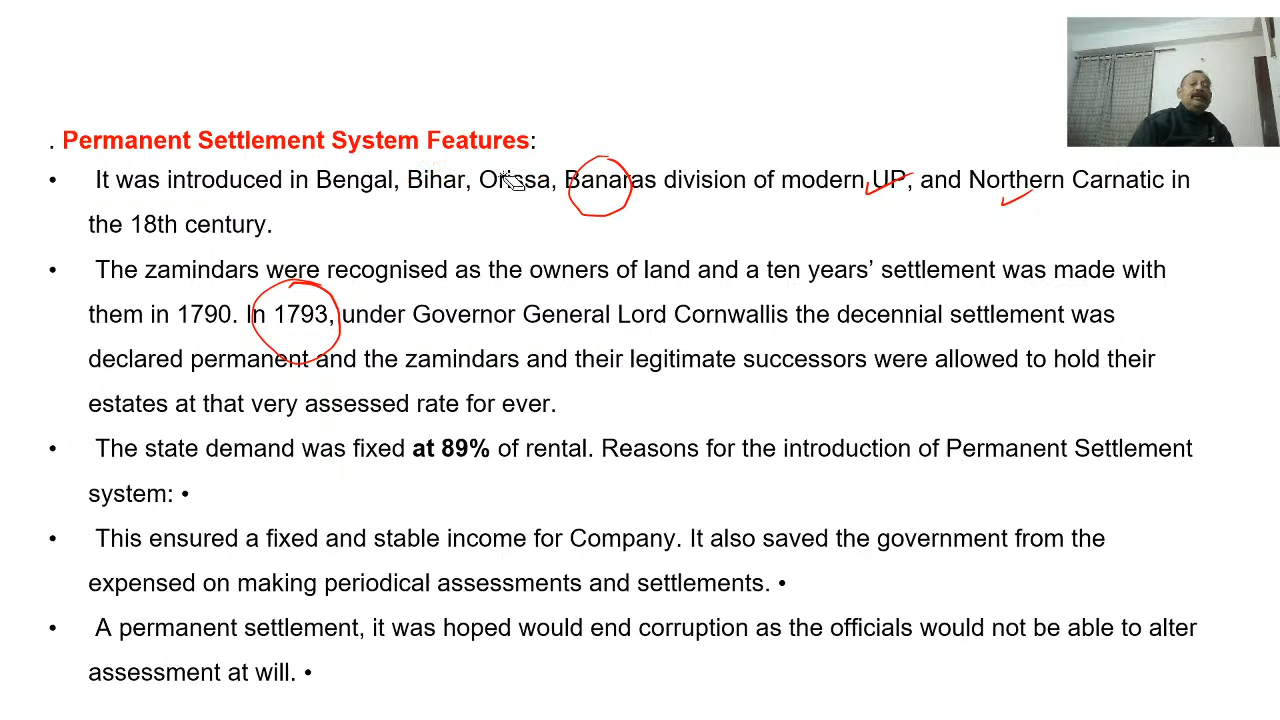 . Permanent Settlement System Features:
• It was introduced in Bengal, Bihar, Orissa, Banaras division of modern UP, and Northern Carnatic in
the 18th century.
• The zamindars were recognised as the owners of land and a ten years’ settlement was made with
them in 1790. In 1793, under Governor General Lord Cornwallis the decennial settlement was
declared permanent and the zamindars and their legitimate successors were allowed to hold their
estates at that very assessed rate for ever.
• The state demand was fixed at 89% of rental. Reasons for the introduction of Permanent Settlement
system: •
• This ensured a fixed and stable income for Company. It also saved the government from the
expensed on making periodical assessments and settlements. •
• A permanent settlement, it was hoped would end corruption as the officials would not be able to alter
assessment at will. •